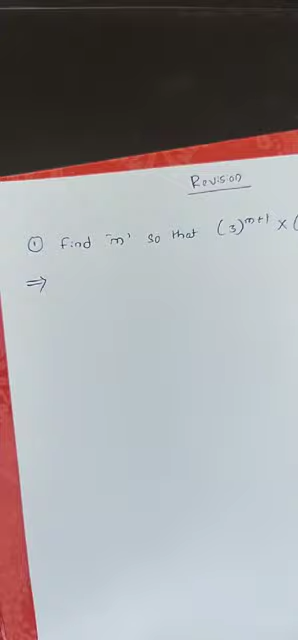 Revision
① find 'm' so that (3)^{m+1} × (
⇒